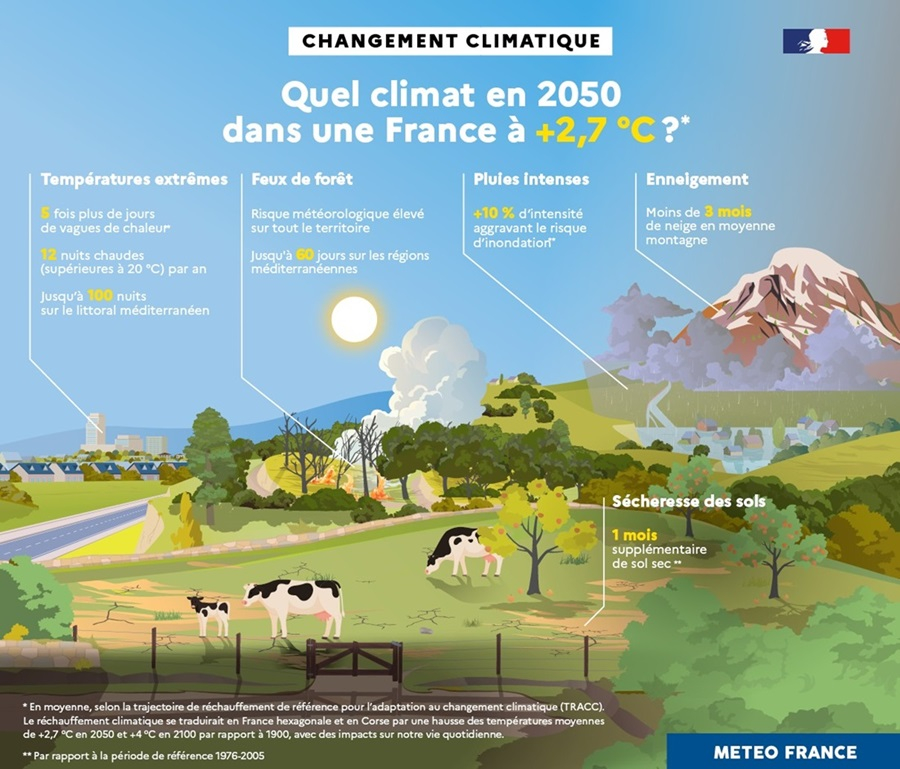 CHANGEMENT CLIMATIQUE
Quel climat en 2050
dans une France à +2,7 °C ?*
Températures extrêmes
5 fois plus de jours
de vagues de chaleur*
12 nuits chaudes
(supérieures à 20 °C) par an
Jusqu'à 100 nuits
sur le littoral méditerranéen
Feux de forêt
Risque météorologique élevé
sur tout le territoire
Jusqu'à 60 jours sur les régions
méditerranéennes
Pluies intenses
+10 % d'intensité
aggravant le risque
d'inondation**
Enneigement
Moins de 3 mois
de neige en moyenne
montagne
Sécheresse des sols
1 mois
supplémentaire
de sol sec **
* En moyenne, selon la trajectoire de réchauffement de référence pour l'adaptation au changement climatique (TRACC).
Le réchauffement climatique se traduirait en France hexagonale et en Corse par une hausse des températures moyennes
de +2,7 °C en 2050 et +4 °C en 2100 par rapport à 1900, avec des impacts sur notre vie quotidienne.
** Par rapport à la période de référence 1976-2005
METEO FRANCE